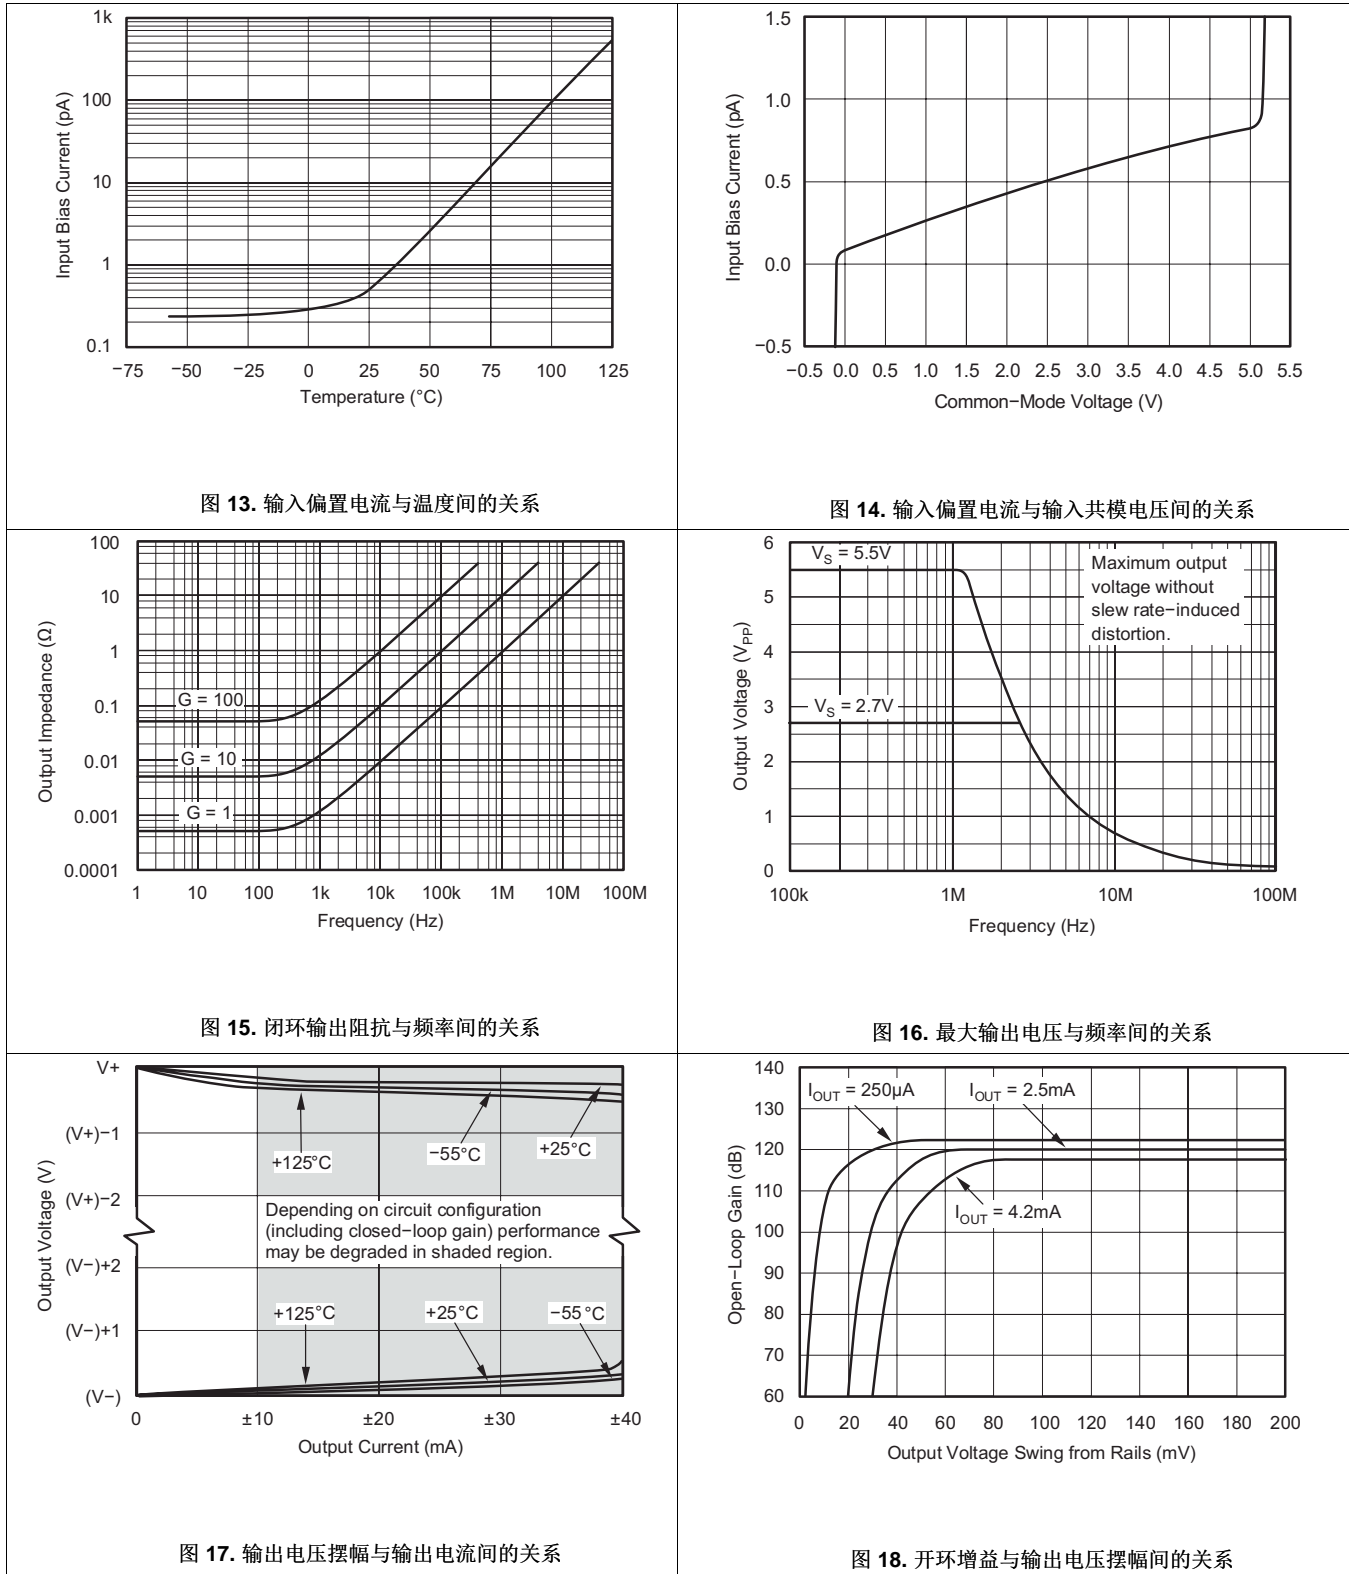 1k
100
10
1
0.1
Input Bias Current (pA)
−75 −50 −25 0 25 50 75 100 125
Temperature (°C)
图 13. 输入偏置电流与温度间的关系
1.5
1.0
0.5
0.0
−0.5
Input Bias Current (pA)
−0.5 0.0 0.5 1.0 1.5 2.0 2.5 3.0 3.5 4.0 4.5 5.0 5.5
Common−Mode Voltage (V)
图 14. 输入偏置电流与输入共模电压间的关系
100
10
1
0.1
0.01
0.001
0.0001
Output Impedance (Ω)
G = 100
G = 10
G = 1
1 10 100 1k 10k 100k 1M 10M 100M
Frequency (Hz)
图 15. 闭环输出阻抗与频率间的关系
6
5
4
3
2
1
0
Output Voltage (VPP)
VS = 5.5V
VS = 2.7V
Maximum output
voltage without
slew rate−induced
distortion.
100k 1M 10M 100M
Frequency (Hz)
图 16. 最大输出电压与频率间的关系
V+
(V+)−1
(V+)−2
(V−)+2
(V−)+1
(V−)
Output Voltage (V)
+125°C
−55°C
+25°C
Depending on circuit configuration
(including closed−loop gain) performance
may be degraded in shaded region.
+125°C
+25°C
−55°C
0 ±10 ±20 ±30 ±40
Output Current (mA)
图 17. 输出电压摆幅与输出电流间的关系
140
130
120
110
100
90
80
70
60
Open−Loop Gain (dB)
IOUT = 250µA
IOUT = 2.5mA
IOUT = 4.2mA
0 20 40 60 80 100 120 140 160 180 200
Output Voltage Swing from Rails (mV)
图 18. 开环增益与输出电压摆幅间的关系